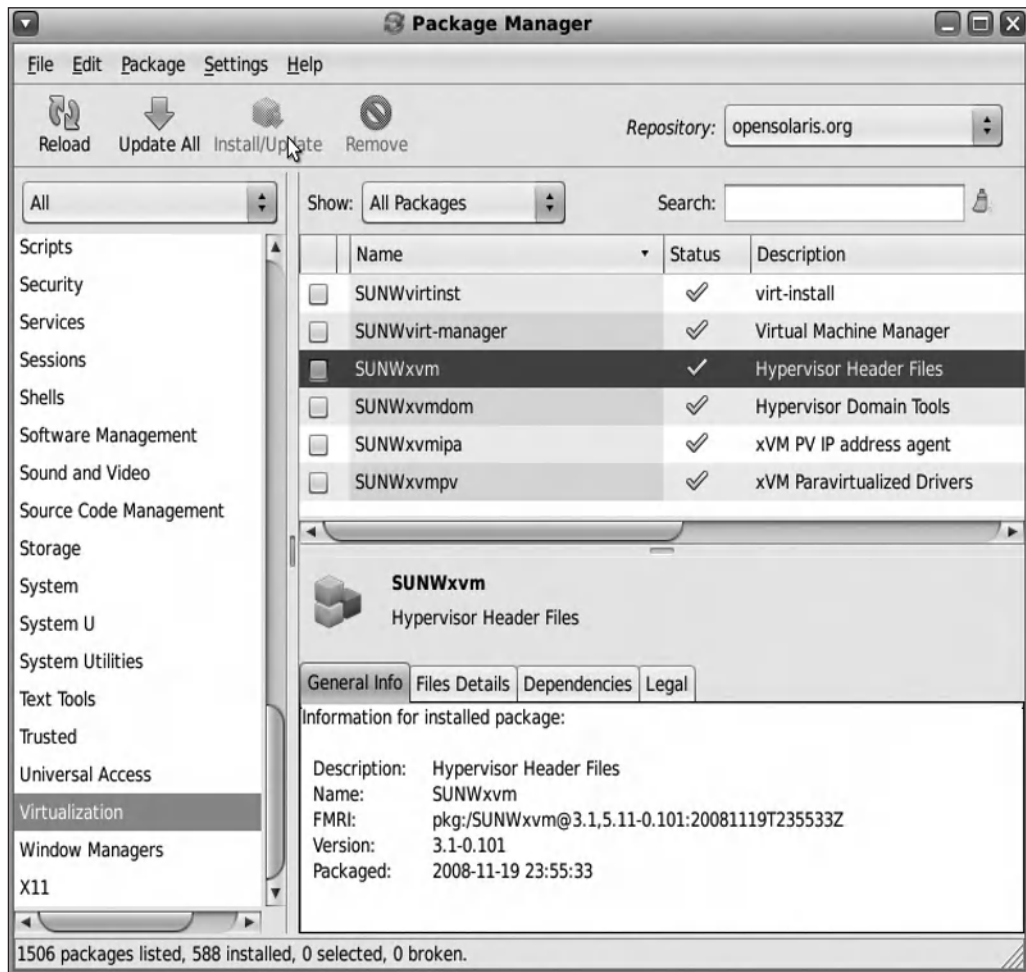 Package Manager
File Edit Package Settings Help
Reload Update All Install/Update Remove Repository: opensolaris.org
All Show: All Packages Search:
Scripts
Security
Services
Sessions
Shells
Software Management
Sound and Video
Source Code Management
Storage
System
System U
System Utilities
Text Tools
Trusted
Universal Access
Virtualization
Window Managers
X11
Name Status Description
SUNWvirtinst virt-install
SUNWvirt-manager Virtual Machine Manager
SUNWxvm Hypervisor Header Files
SUNWxvmdom Hypervisor Domain Tools
SUNWxvmipa xVM PV IP address agent
SUNWxvmpv xVM Paravirtualized Drivers
SUNWxvm
Hypervisor Header Files
General Info Files Details Dependencies Legal
Information for installed package:
Description: Hypervisor Header Files
Name: SUNWxvm
FMRI: pkg:/SUNWxvm@3.1,5.11-0.101:20081119T235533Z
Version: 3.1-0.101
Packaged: 2008-11-19 23:55:33
1506 packages listed, 588 installed, 0 selected, 0 broken.